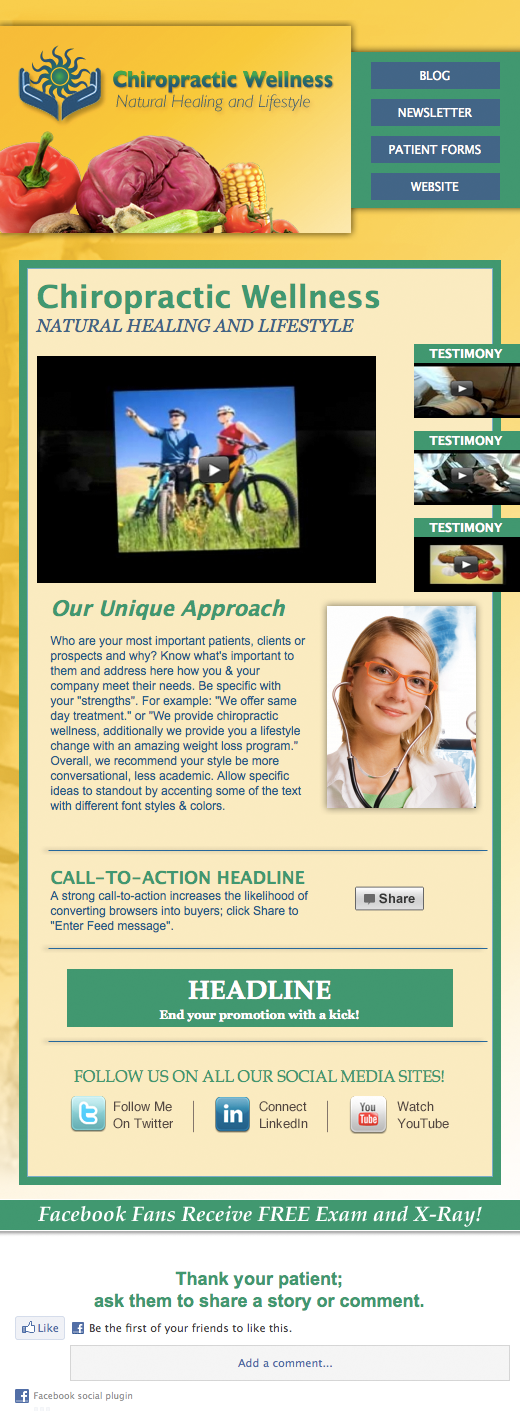 Chiropractic Wellness
Natural Healing and Lifestyle
BLOG
NEWSLETTER
PATIENT FORMS
WEBSITE
Chiropractic Wellness
NATURAL HEALING AND LIFESTYLE
TESTIMONY
TESTIMONY
TESTIMONY
Our Unique Approach
Who are your most important patients, clients or
prospects and why? Know what's important to
them and address here how you & your
company meet their needs. Be specific with
your "strengths". For example: "We offer same
day treatment." or "We provide chiropractic
wellness, additionally we provide you a lifestyle
change with an amazing weight loss program."
Overall, we recommend your style be more
conversational, less academic. Allow specific
ideas to standout by accenting some of the text
with different font styles & colors.
CALL-TO-ACTION HEADLINE
A strong call-to-action increases the likelihood of
converting browsers into buyers; click Share to
"Enter Feed message".
Share
HEADLINE
End your promotion with a kick!
FOLLOW US ON ALL OUR SOCIAL MEDIA SITES!
t
Follow Me
On Twitter
in
Connect
LinkedIn
You
Tube
Watch
YouTube
Facebook Fans Receive FREE Exam and X-Ray!
Thank your patient;
ask them to share a story or comment.
Like
f
Be the first of your friends to like this.
Add a comment...
f
Facebook social plugin